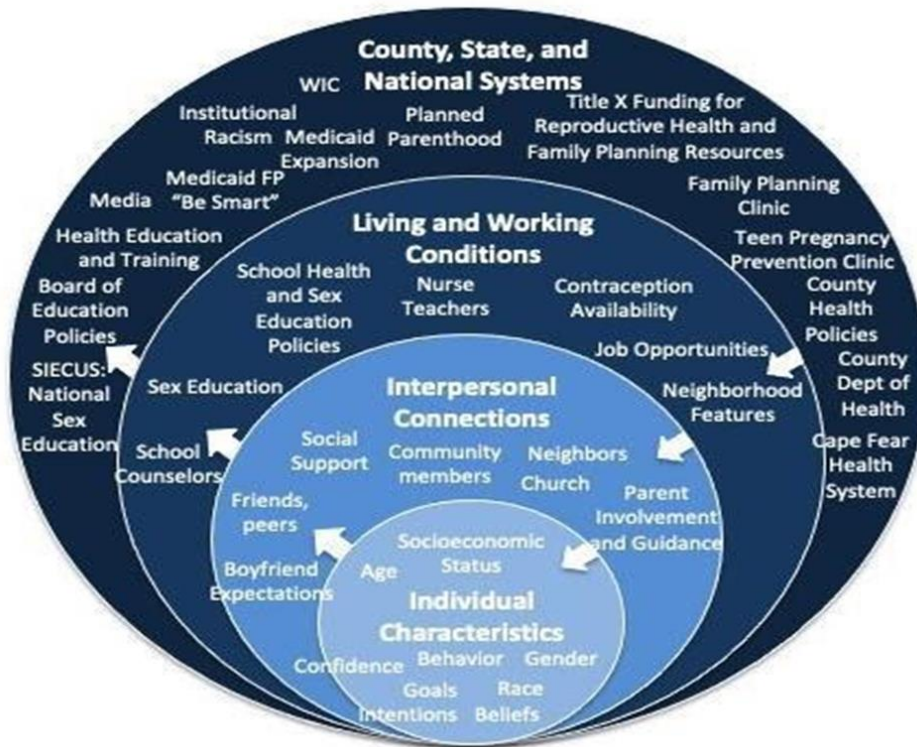 County, State, and
National Systems
WIC
Institutional
Racism
Medicaid
Expansion
Planned
Parenthood
Title X Funding for
Reproductive Health and
Family Planning Resources
Media
Medicaid FP
"Be Smart"
Family Planning
Clinic
Health Education
and Training
Teen Pregnancy
Prevention Clinic
Board of
Education
Policies
County
Health
Policies
SIECUS:
National
Sex
Education
County
Dept of
Health
Cape Fear
Health
System
Living and Working
Conditions
School Health
and Sex
Education
Policies
Nurse
Teachers
Contraception
Availability
Job Opportunities
Sex Education
Neighborhood
Features
School
Counselors
Interpersonal
Connections
Social
Support
Community
members
Neighbors
Church
Friends,
peers
Parent
Involvement
and Guidance
Boyfriend
Expectations
Socioeconomic
Status
Age
Individual
Characteristics
Confidence
Behavior
Gender
Goals
Race
Intentions
Beliefs